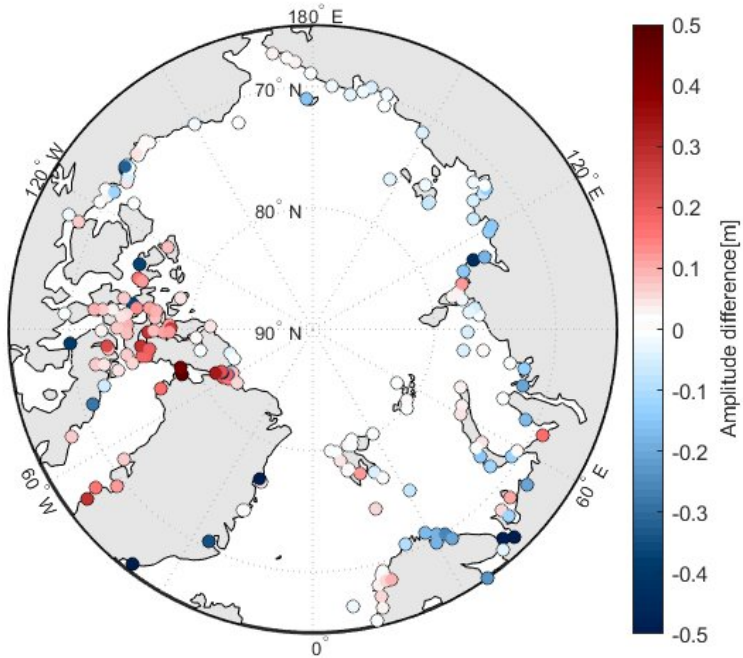 180° E
70° N
120° W
120° E
80° N
90° N
60° W
60° E
0°
0.5
0.4
0.3
0.2
0.1
0
-0.1
-0.2
-0.3
-0.4
-0.5
Amplitude difference[m]